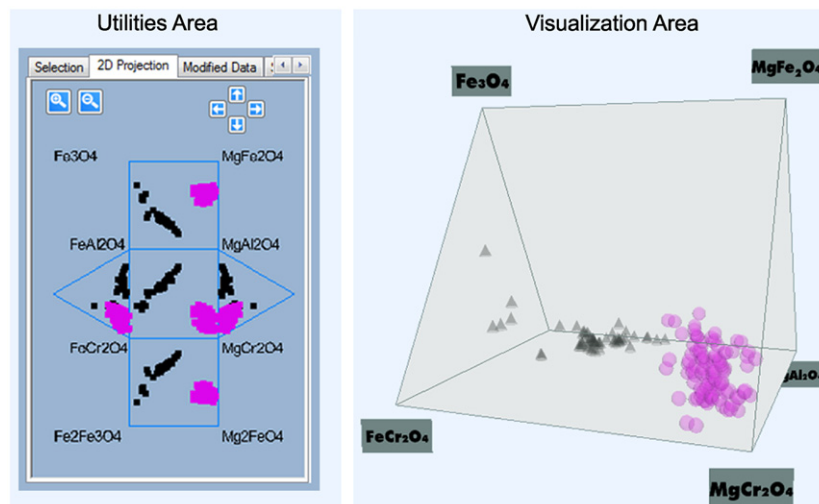 Utilities Area
Visualization Area
Selection 2D Projection Modified Data
Fe3O4 MgFe2O4
FeAl2O4 MgAl2O4
FeCr2O4 MgCr2O4
Fe2Fe3O4 Mg2FeO4
Fe₃O₄
MgFe₂O₄
gAl₂O₄
FeCr₂O₄
MgCr₂O₄